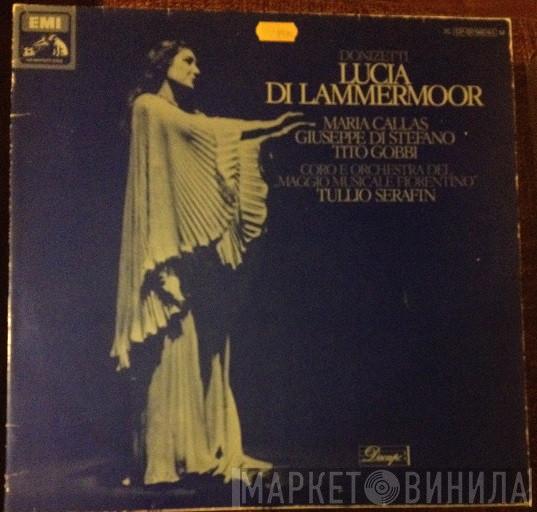 EMI
DONIZETTI
LUCIA
DI LAMMERMOOR
MARIA CALLAS
GIUSEPPE DI STEFANO
TITO GOBBI
CORO E ORCHESTRA DEL
„MAGGIO MUSICALE FIORENTINO”
TULLIO SERAFIN
Dacapo
МАРКЕТ ВИНИЛА